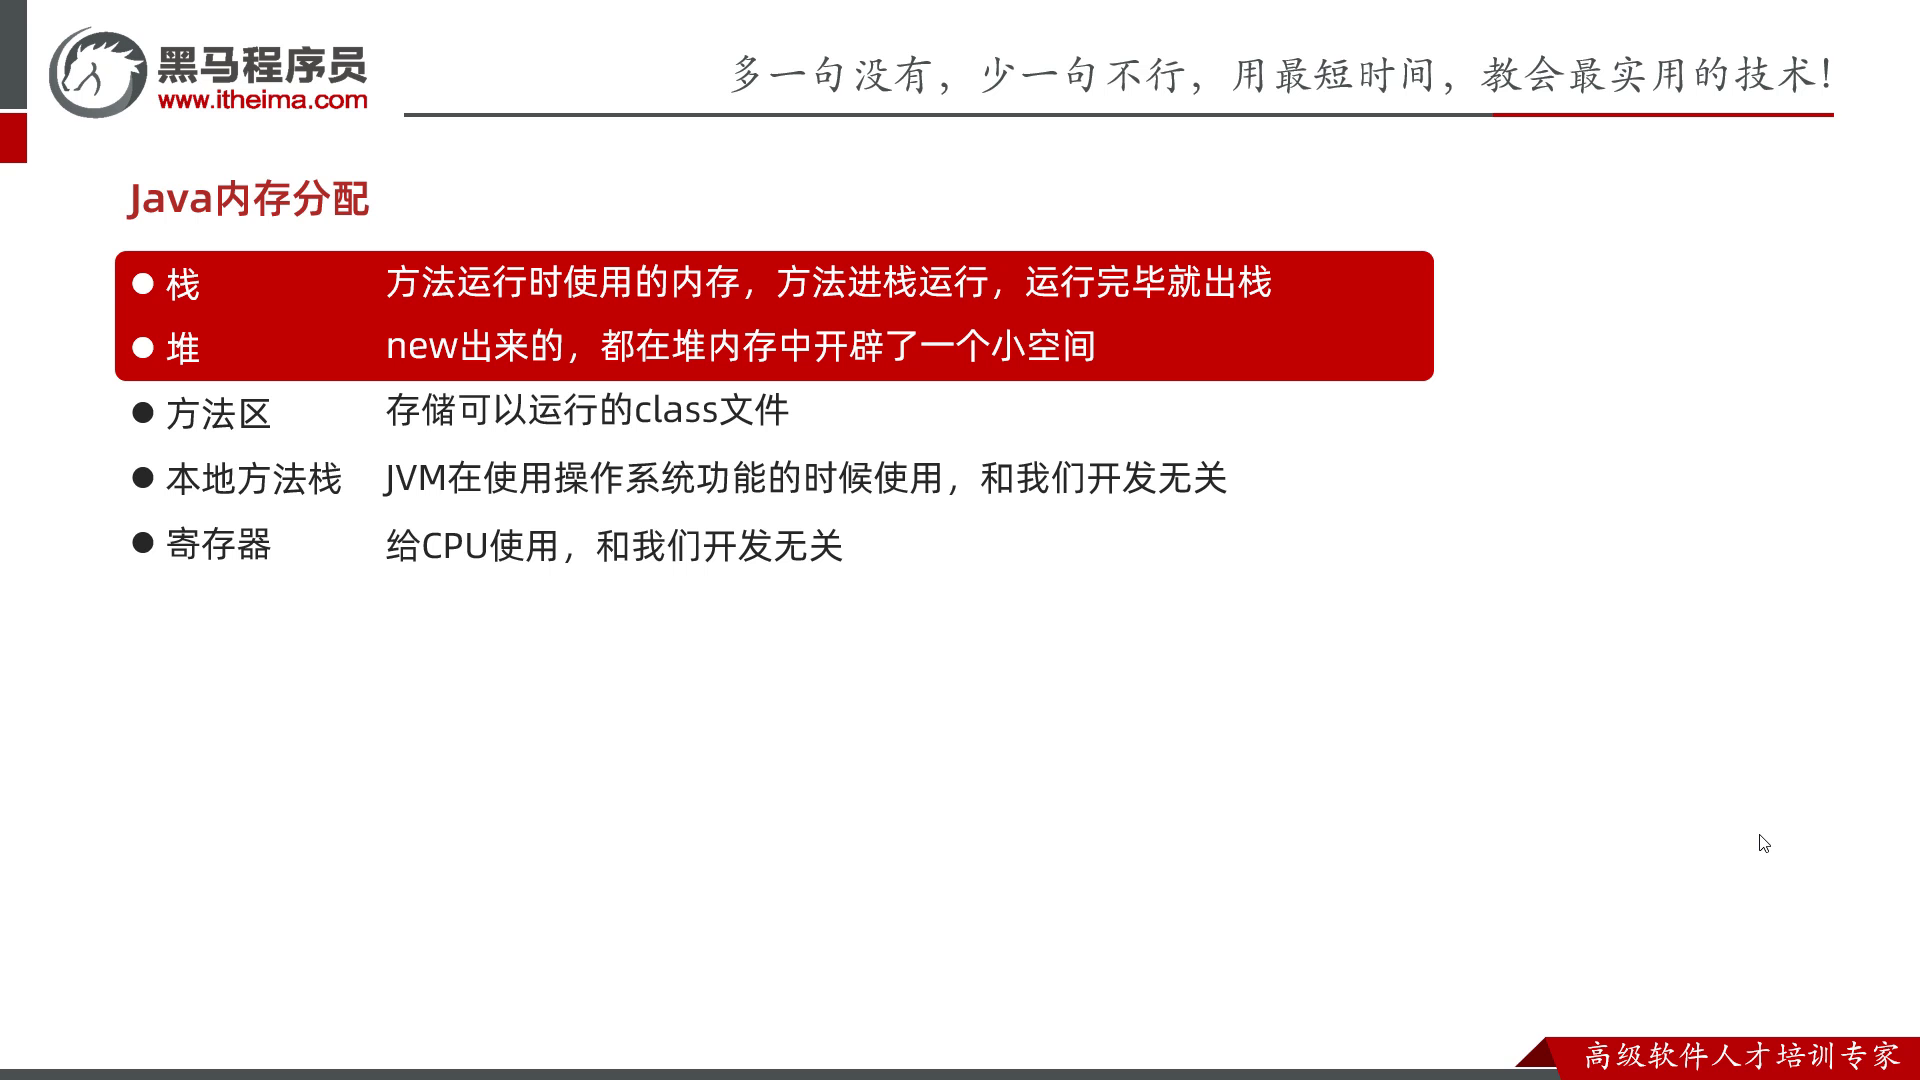 黑马程序员
www.itheima.com
多一句没有，少一句不行，用最短时间，教会最实用的技术！
Java内存分配
栈 方法运行时使用的内存，方法进栈运行，运行完毕就出栈
堆 new出来的，都在堆内存中开辟了一个小空间
方法区 存储可以运行的class文件
本地方法栈 JVM在使用操作系统功能的时候使用，和我们开发无关
寄存器 给CPU使用，和我们开发无关
高级软件人才培训专家